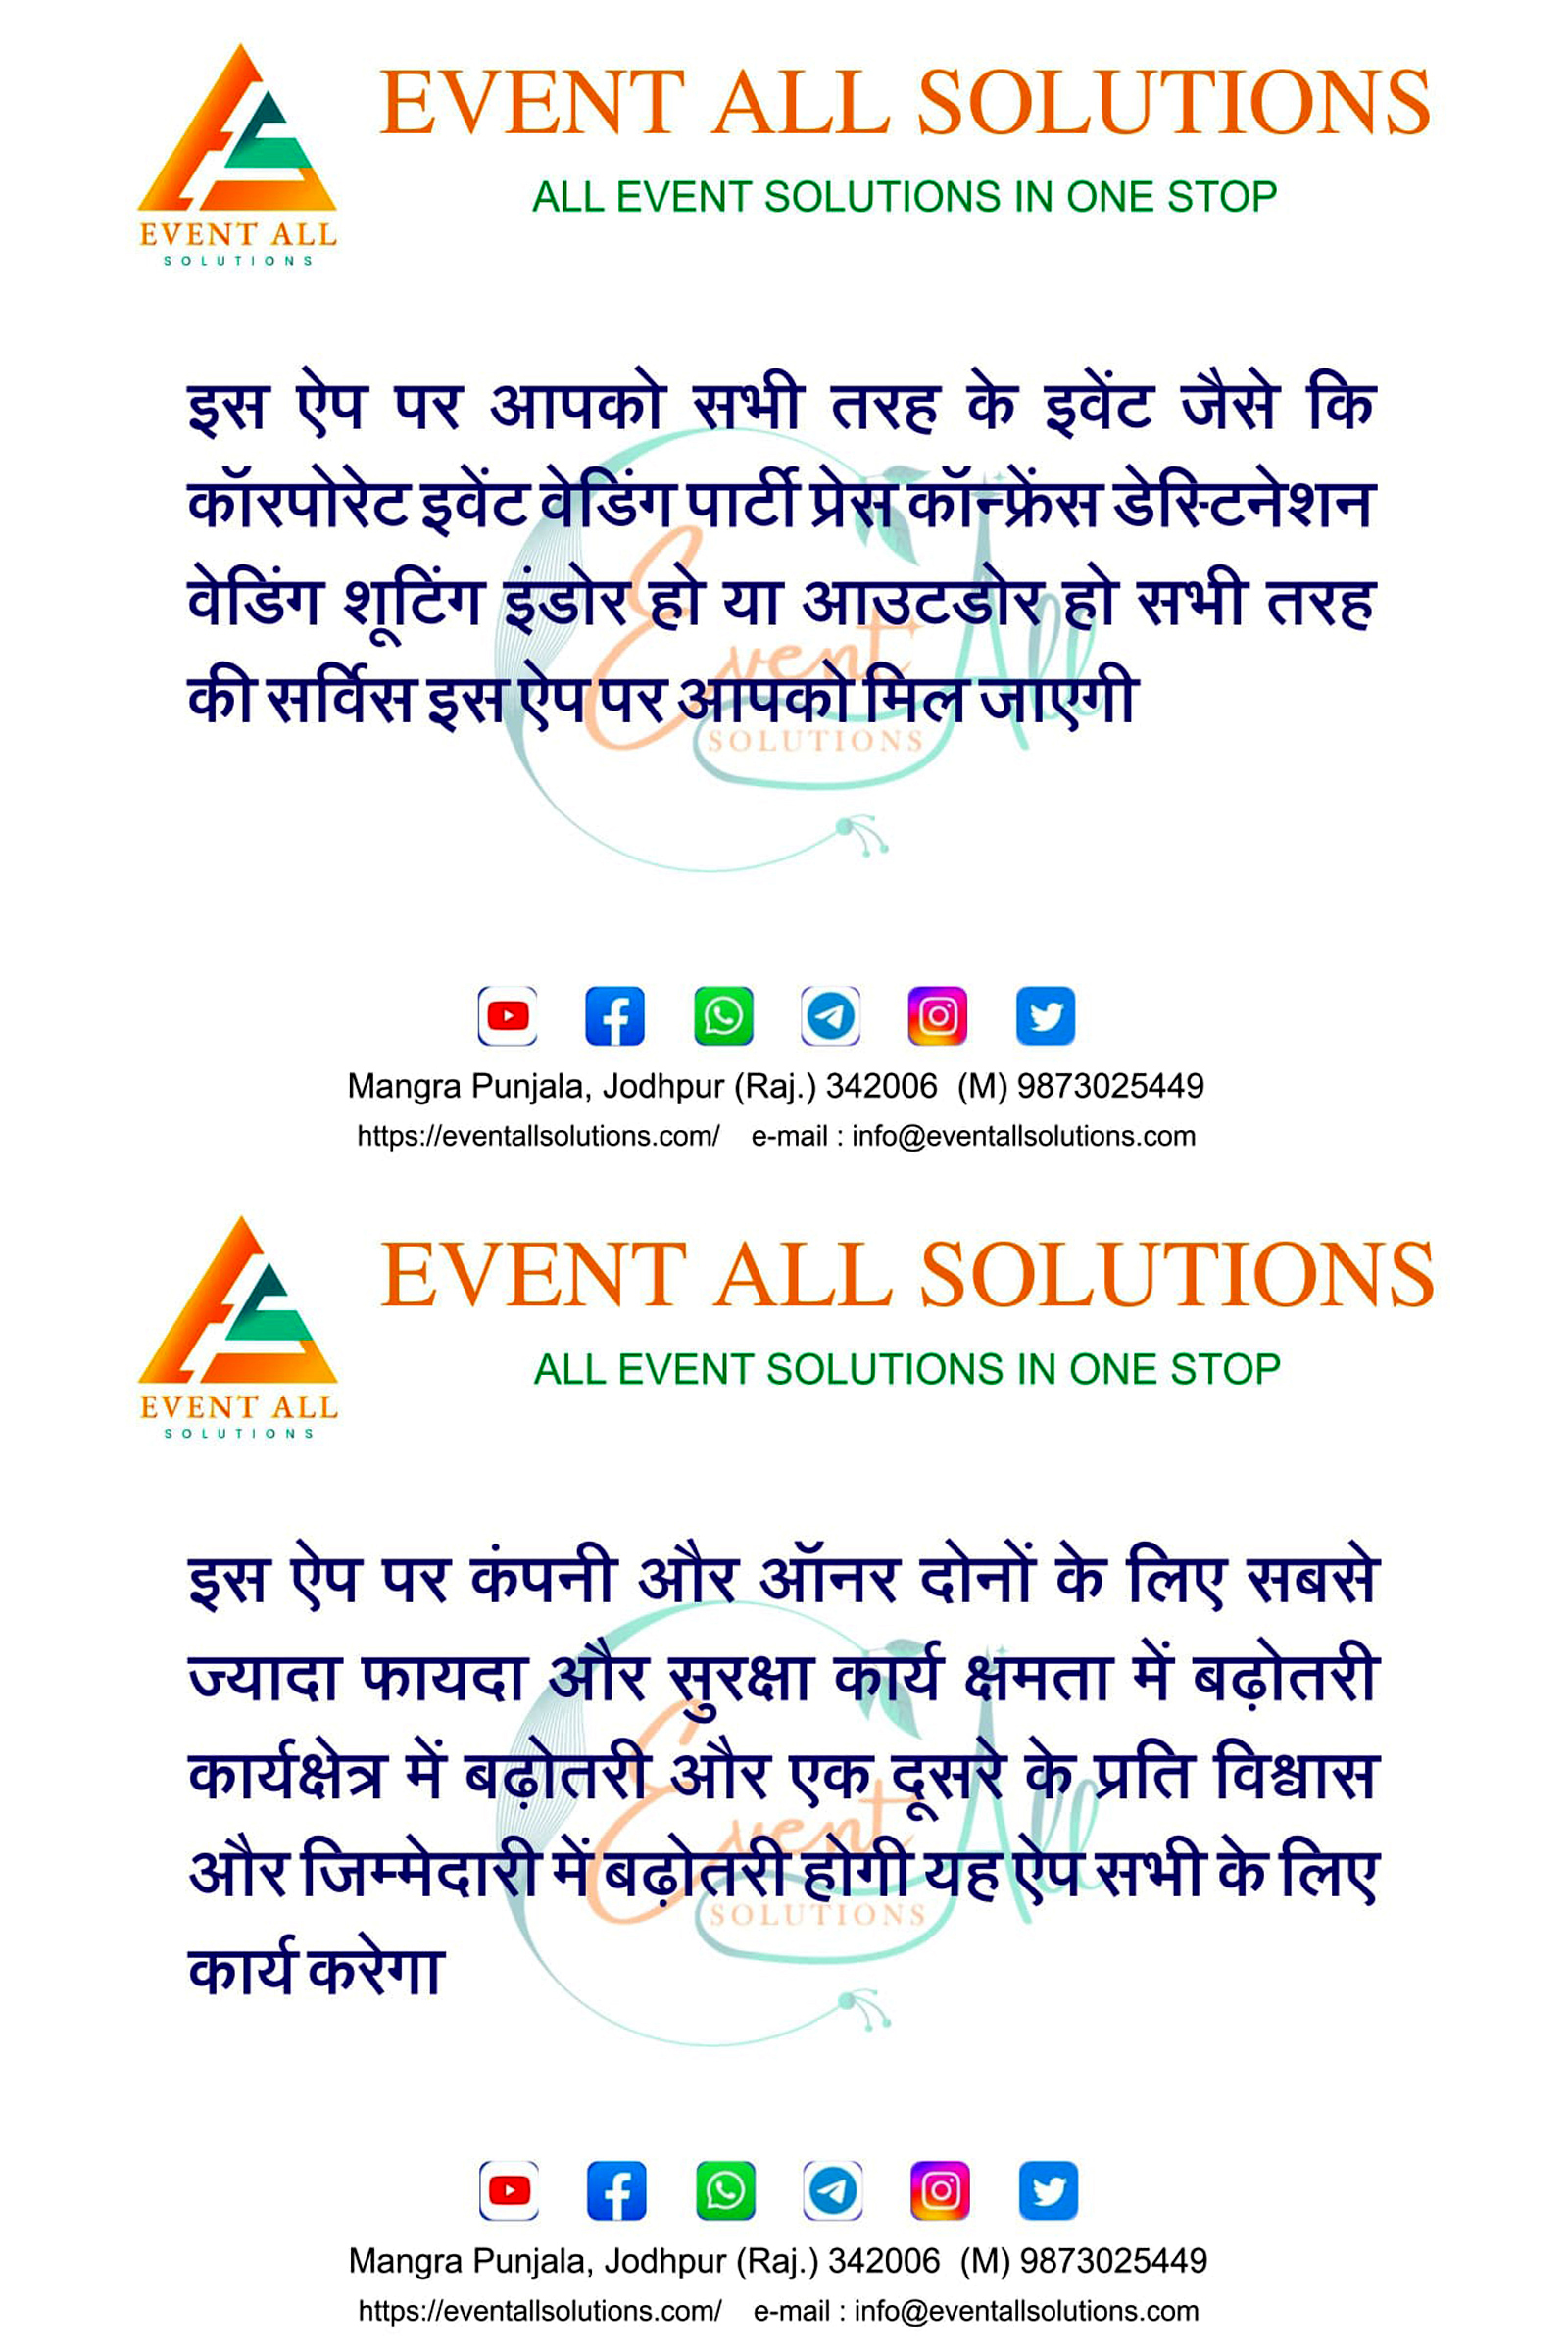 EVENT ALL SOLUTIONS
ALL EVENT SOLUTIONS IN ONE STOP
EVENT ALL
SOLUTIONS
इस ऐप पर आपको सभी तरह के इवेंट जैसे कि
कॉरपोरेट इवेंट वेडिंग पार्टी प्रेस कॉन्फ्रेंस डेस्टिनेशन
वेडिंग शूटिंग इंडोर हो या आउटडोर हो सभी तरह
की सर्विस इस ऐप पर आपको मिल जाएगी
Event All
SOLUTIONS
Mangra Punjala, Jodhpur (Raj.) 342006 (M) 9873025449
https://eventallsolutions.com/ e-mail : info@eventallsolutions.com
EVENT ALL SOLUTIONS
ALL EVENT SOLUTIONS IN ONE STOP
EVENT ALL
SOLUTIONS
इस ऐप पर कंपनी और ऑनर दोनों के लिए सबसे
ज्यादा फायदा और सुरक्षा कार्य क्षमता में बढ़ोतरी
कार्यक्षेत्र में बढ़ोतरी और एक दूसरे के प्रति विश्वास
और जिम्मेदारी में बढ़ोतरी होगी यह ऐप सभी के लिए
कार्य करेगा
Event All
SOLUTIONS
Mangra Punjala, Jodhpur (Raj.) 342006 (M) 9873025449
https://eventallsolutions.com/ e-mail : info@eventallsolutions.com